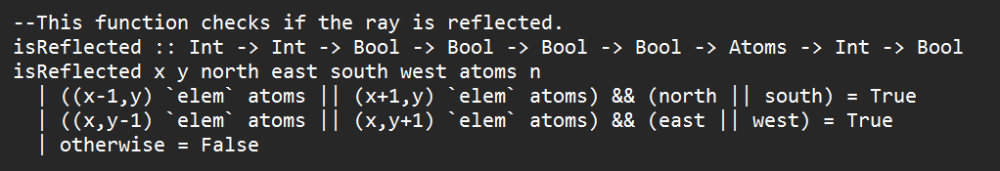 --This function checks if the ray is reflected.
isReflected :: Int -> Int -> Bool -> Bool -> Bool -> Bool -> Atoms -> Int -> Bool
isReflected x y north east south west atoms n
  | ((x-1,y) `elem` atoms || (x+1,y) `elem` atoms) && (north || south) = True
  | ((x,y-1) `elem` atoms || (x,y+1) `elem` atoms) && (east || west) = True
  | otherwise = False